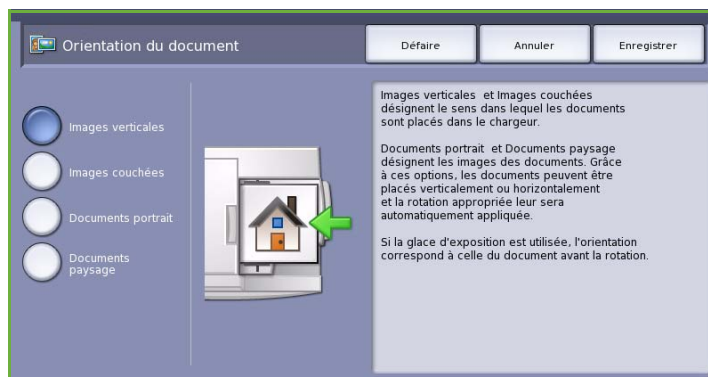 Orientation du document
Défaire
Annuler
Enregistrer
Images verticales
Images couchées
Documents portrait
Documents
paysage
Images verticales et Images couchées
désignent le sens dans lequel les documents
sont placés dans le chargeur.
Documents portrait et Documents paysage
désignent les images des documents. Grâce
à ces options, les documents peuvent être
placés verticalement ou horizontalement
et la rotation appropriée leur sera
automatiquement appliquée.
Si la glace d'exposition est utilisée, l'orientation
correspond à celle du document avant la rotation.